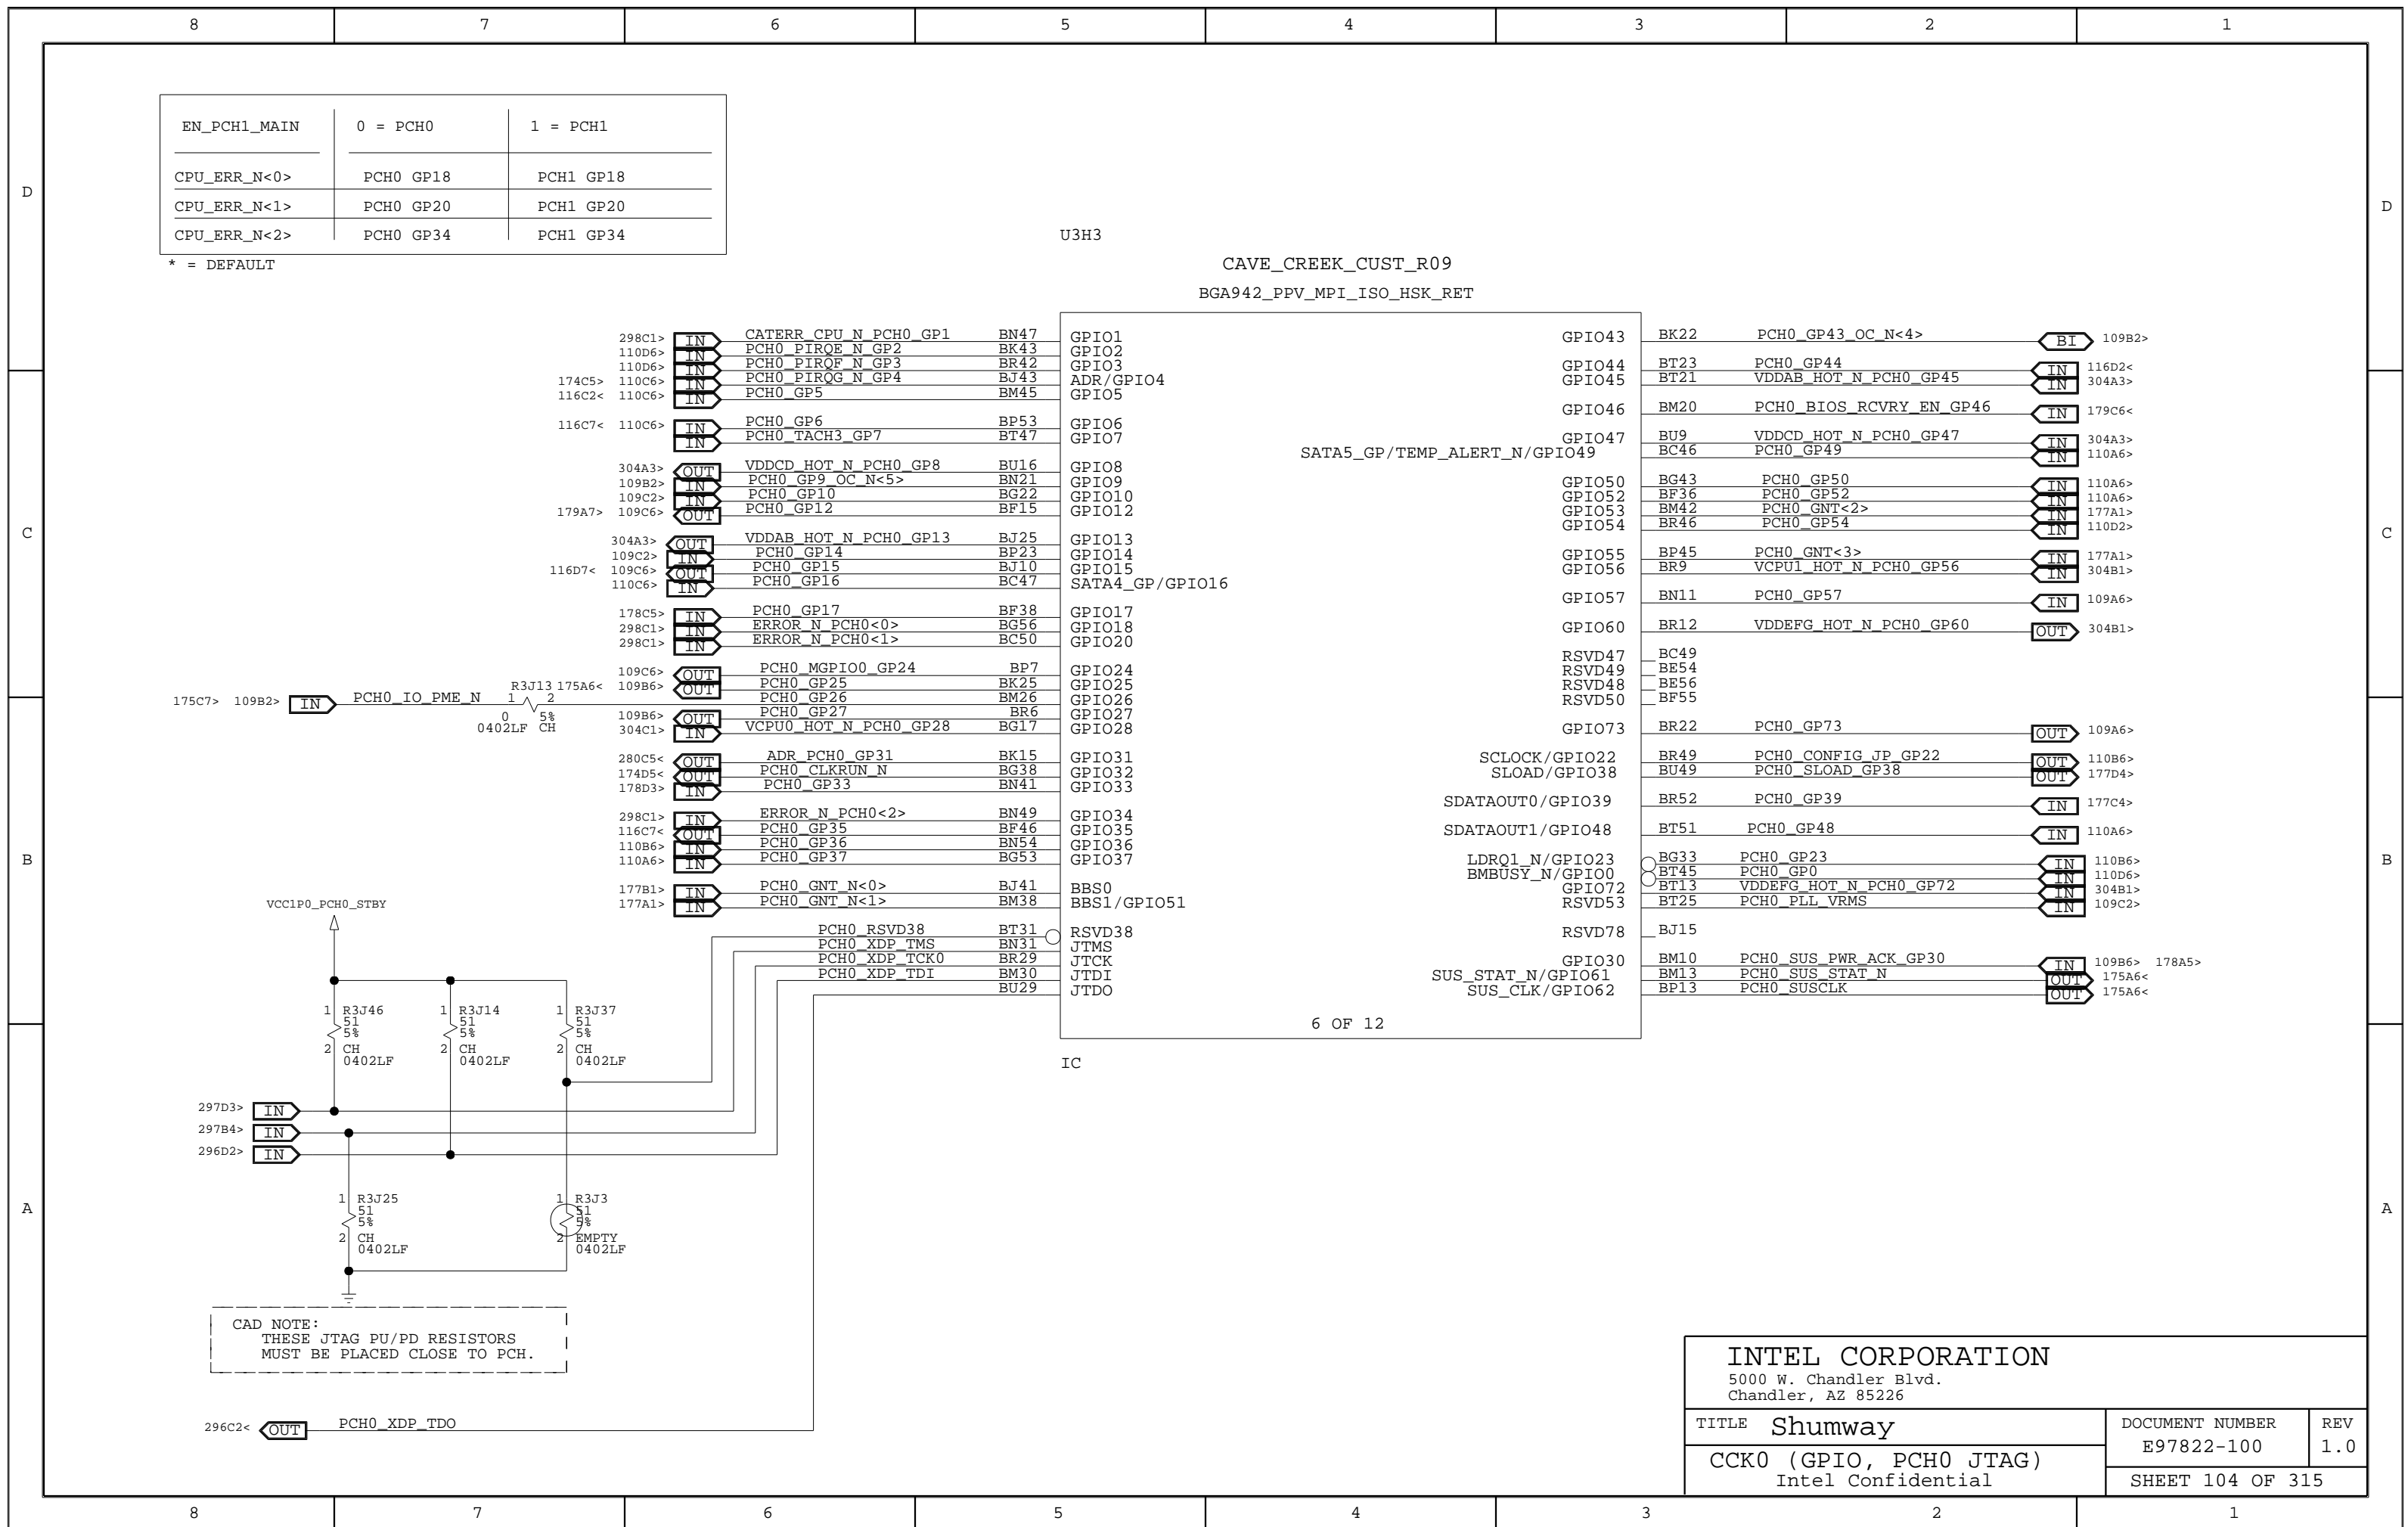 8 7 6 5 4 3 2 1
D
C
B
A
EN_PCH1_MAIN 0 = PCH0 1 = PCH1
CPU_ERR_N<0> PCH0 GP18 PCH1 GP18
CPU_ERR_N<1> PCH0 GP20 PCH1 GP20
CPU_ERR_N<2> PCH0 GP34 PCH1 GP34
* = DEFAULT
U3H3
CAVE_CREEK_CUST_R09
BGA942_PPV_MPI_ISO_HSK_RET
298C1> IN CATERR_CPU_N_PCH0_GP1 BN47 GPIO1
110D6> IN PCH0_PIRQE_N_GP2 BK43 GPIO2
110D6> IN PCH0_PIRQF_N_GP3 BR42 GPIO3
174C5> 110C6> IN PCH0_PIRQG_N_GP4 BJ43 ADR/GPIO4
116C2< 110C6> IN PCH0_GP5 BM45 GPIO5
116C7< 110C6> IN PCH0_GP6 BP53 GPIO6
IN PCH0_TACH3_GP7 BT47 GPIO7
304A3> OUT VDDCD_HOT_N_PCH0_GP8 BU16 GPIO8
109B2> IN PCH0_GP9_OC_N<5> BN21 GPIO9
109C2> IN PCH0_GP10 BG22 GPIO10
179A7> 109C6> OUT PCH0_GP12 BF15 GPIO12
304A3> OUT VDDAB_HOT_N_PCH0_GP13 BJ25 GPIO13
109C2> IN PCH0_GP14 BP23 GPIO14
116D7< 109C6> OUT PCH0_GP15 BJ10 GPIO15
110C6> IN PCH0_GP16 BC47 SATA4_GP/GPIO16
178C5> IN PCH0_GP17 BF38 GPIO17
298C1> IN ERROR_N_PCH0<0> BG56 GPIO18
298C1> IN ERROR_N_PCH0<1> BC50 GPIO20
109C6> OUT PCH0_MGPIO0_GP24 BP7 GPIO24
175A6< 109B6> OUT PCH0_GP25 BK25 GPIO25
175C7> 109B2> IN PCH0_IO_PME_N 1 R3J13 2 PCH0_GP26 BM26 GPIO26
0 5%
0402LF CH
109B6> OUT PCH0_GP27 BR6 GPIO27
304C1> IN VCPU0_HOT_N_PCH0_GP28 BG17 GPIO28
280C5< OUT ADR_PCH0_GP31 BK15 GPIO31
174D5< OUT PCH0_CLKRUN_N BG38 GPIO32
178D3> IN PCH0_GP33 BN41 GPIO33
298C1> IN ERROR_N_PCH0<2> BN49 GPIO34
116C7< OUT PCH0_GP35 BF46 GPIO35
110B6> IN PCH0_GP36 BN54 GPIO36
110A6> IN PCH0_GP37 BG53 GPIO37
177B1> IN PCH0_GNT_N<0> BJ41 BBS0
177A1> IN PCH0_GNT_N<1> BM38 BBS1/GPIO51
PCH0_RSVD38 BT31 RSVD38
PCH0_XDP_TMS BN31 JTMS
PCH0_XDP_TCK0 BR29 JTCK
PCH0_XDP_TDI BM30 JTDI
BU29 JTDO
GPIO43 BK22 PCH0_GP43_OC_N<4> BI 109B2>
GPIO44 BT23 PCH0_GP44 IN 116D2<
GPIO45 BT21 VDDAB_HOT_N_PCH0_GP45 IN 304A3>
GPIO46 BM20 PCH0_BIOS_RCVRY_EN_GP46 IN 179C6<
GPIO47 BU9 VDDCD_HOT_N_PCH0_GP47 IN 304A3>
SATA5_GP/TEMP_ALERT_N/GPIO49 BC46 PCH0_GP49 IN 110A6>
GPIO50 BG43 PCH0_GP50 IN 110A6>
GPIO52 BF36 PCH0_GP52 IN 110A6>
GPIO53 BM42 PCH0_GNT<2> IN 177A1>
GPIO54 BR46 PCH0_GP54 IN 110D2>
GPIO55 BP45 PCH0_GNT<3> IN 177A1>
GPIO56 BR9 VCPU1_HOT_N_PCH0_GP56 IN 304B1>
GPIO57 BN11 PCH0_GP57 IN 109A6>
GPIO60 BR12 VDDEFG_HOT_N_PCH0_GP60 OUT 304B1>
RSVD47 BC49
RSVD49 BE54
RSVD48 BE56
RSVD50 BF55
GPIO73 BR22 PCH0_GP73 OUT 109A6>
SCLOCK/GPIO22 BR49 PCH0_CONFIG_JP_GP22 OUT 110B6>
SLOAD/GPIO38 BU49 PCH0_SLOAD_GP38 OUT 177D4>
SDATAOUT0/GPIO39 BR52 PCH0_GP39 IN 177C4>
SDATAOUT1/GPIO48 BT51 PCH0_GP48 IN 110A6>
LDRQ1_N/GPIO23 BG33 PCH0_GP23 IN 110B6>
BMBUSY_N/GPIO0 BT45 PCH0_GP0 IN 110D6>
GPIO72 BT13 VDDEFG_HOT_N_PCH0_GP72 IN 304B1>
RSVD53 BT25 PCH0_PLL_VRMS IN 109C2>
RSVD78 BJ15
GPIO30 BM10 PCH0_SUS_PWR_ACK_GP30 IN 109B6> 178A5>
SUS_STAT_N/GPIO61 BM13 PCH0_SUS_STAT_N OUT 175A6<
SUS_CLK/GPIO62 BP13 PCH0_SUSCLK OUT 175A6<
6 OF 12
IC
VCC1P0_PCH0_STBY
1 R3J46 51 5% 2 CH 0402LF
1 R3J14 51 5% 2 CH 0402LF
1 R3J37 51 5% 2 CH 0402LF
297D3> IN
297B4> IN
296D2> IN
1 R3J25 51 5% 2 CH 0402LF
1 R3J3 51 5% 2 EMPTY 0402LF
CAD NOTE:
THESE JTAG PU/PD RESISTORS
MUST BE PLACED CLOSE TO PCH.
296C2< OUT PCH0_XDP_TDO
INTEL CORPORATION
5000 W. Chandler Blvd.
Chandler, AZ 85226
TITLE Shumway
DOCUMENT NUMBER
E97822-100
REV
1.0
CCK0 (GPIO, PCH0 JTAG)
Intel Confidential
SHEET 104 OF 315
D
C
B
A
8 7 6 5 4 3 2 1